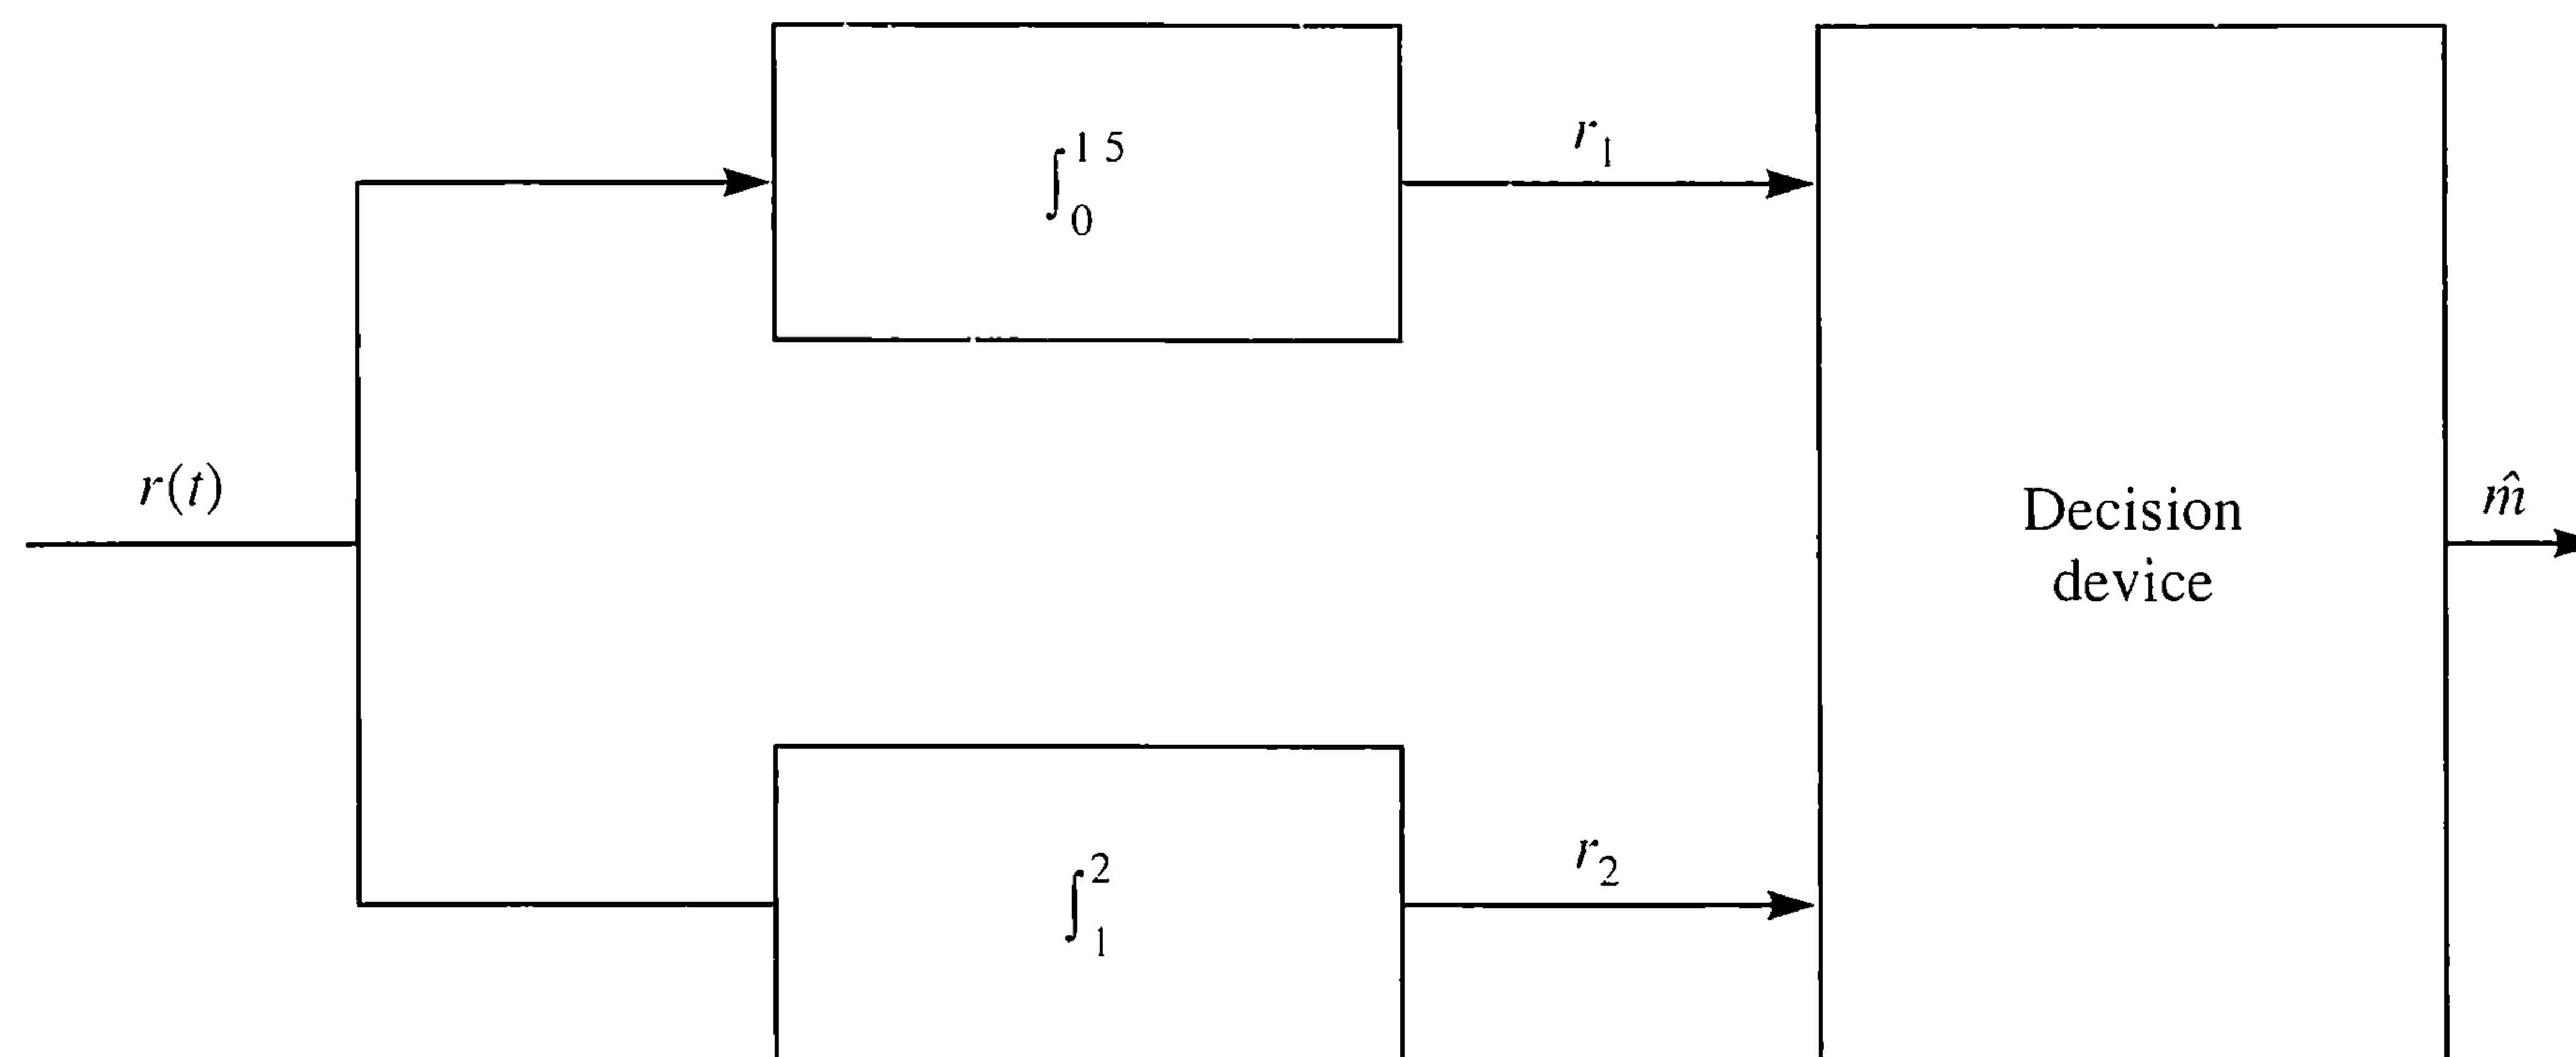 ∫₀^{1 5}
r₁
r(t)
Decision
device
m̂
r₂
∫₁²